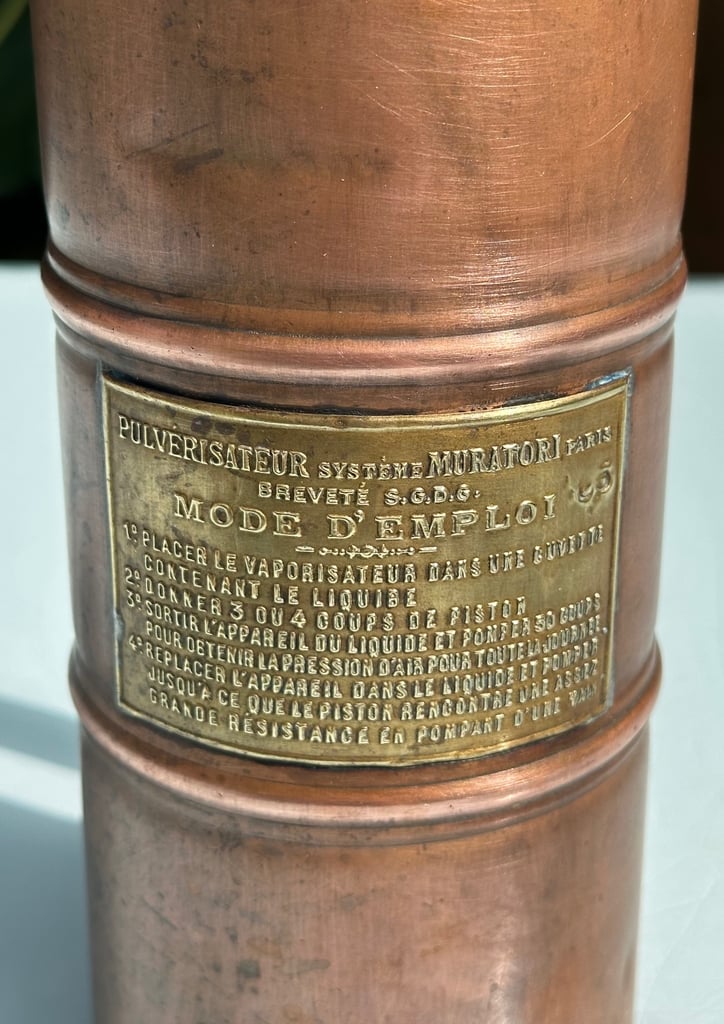 PULVÉRISATEUR SYSTÈME MURATORI PARIS
BREVETÉ S.G.D.G.
MODE D'EMPLOI
1º PLACER LE VAPORISATEUR DANS UNE CUVETTE
CONTENANT LE LIQUIDE
2º DONNER 3 OU 4 COUPS DE PISTON
3º SORTIR L'APPAREIL DU LIQUIDE ET POMPER 50 COUPS
POUR OBTENIR LA PRESSION D'AIR POUR TOUTE LA JOURNÉE.
4º REPLACER L'APPAREIL DANS LE LIQUIDE ET POMPER
JUSQU'A CE QUE LE PISTON RENCONTRE UNE ASSEZ
GRANDE RÉSISTANCE EN POMPANT D'UNE